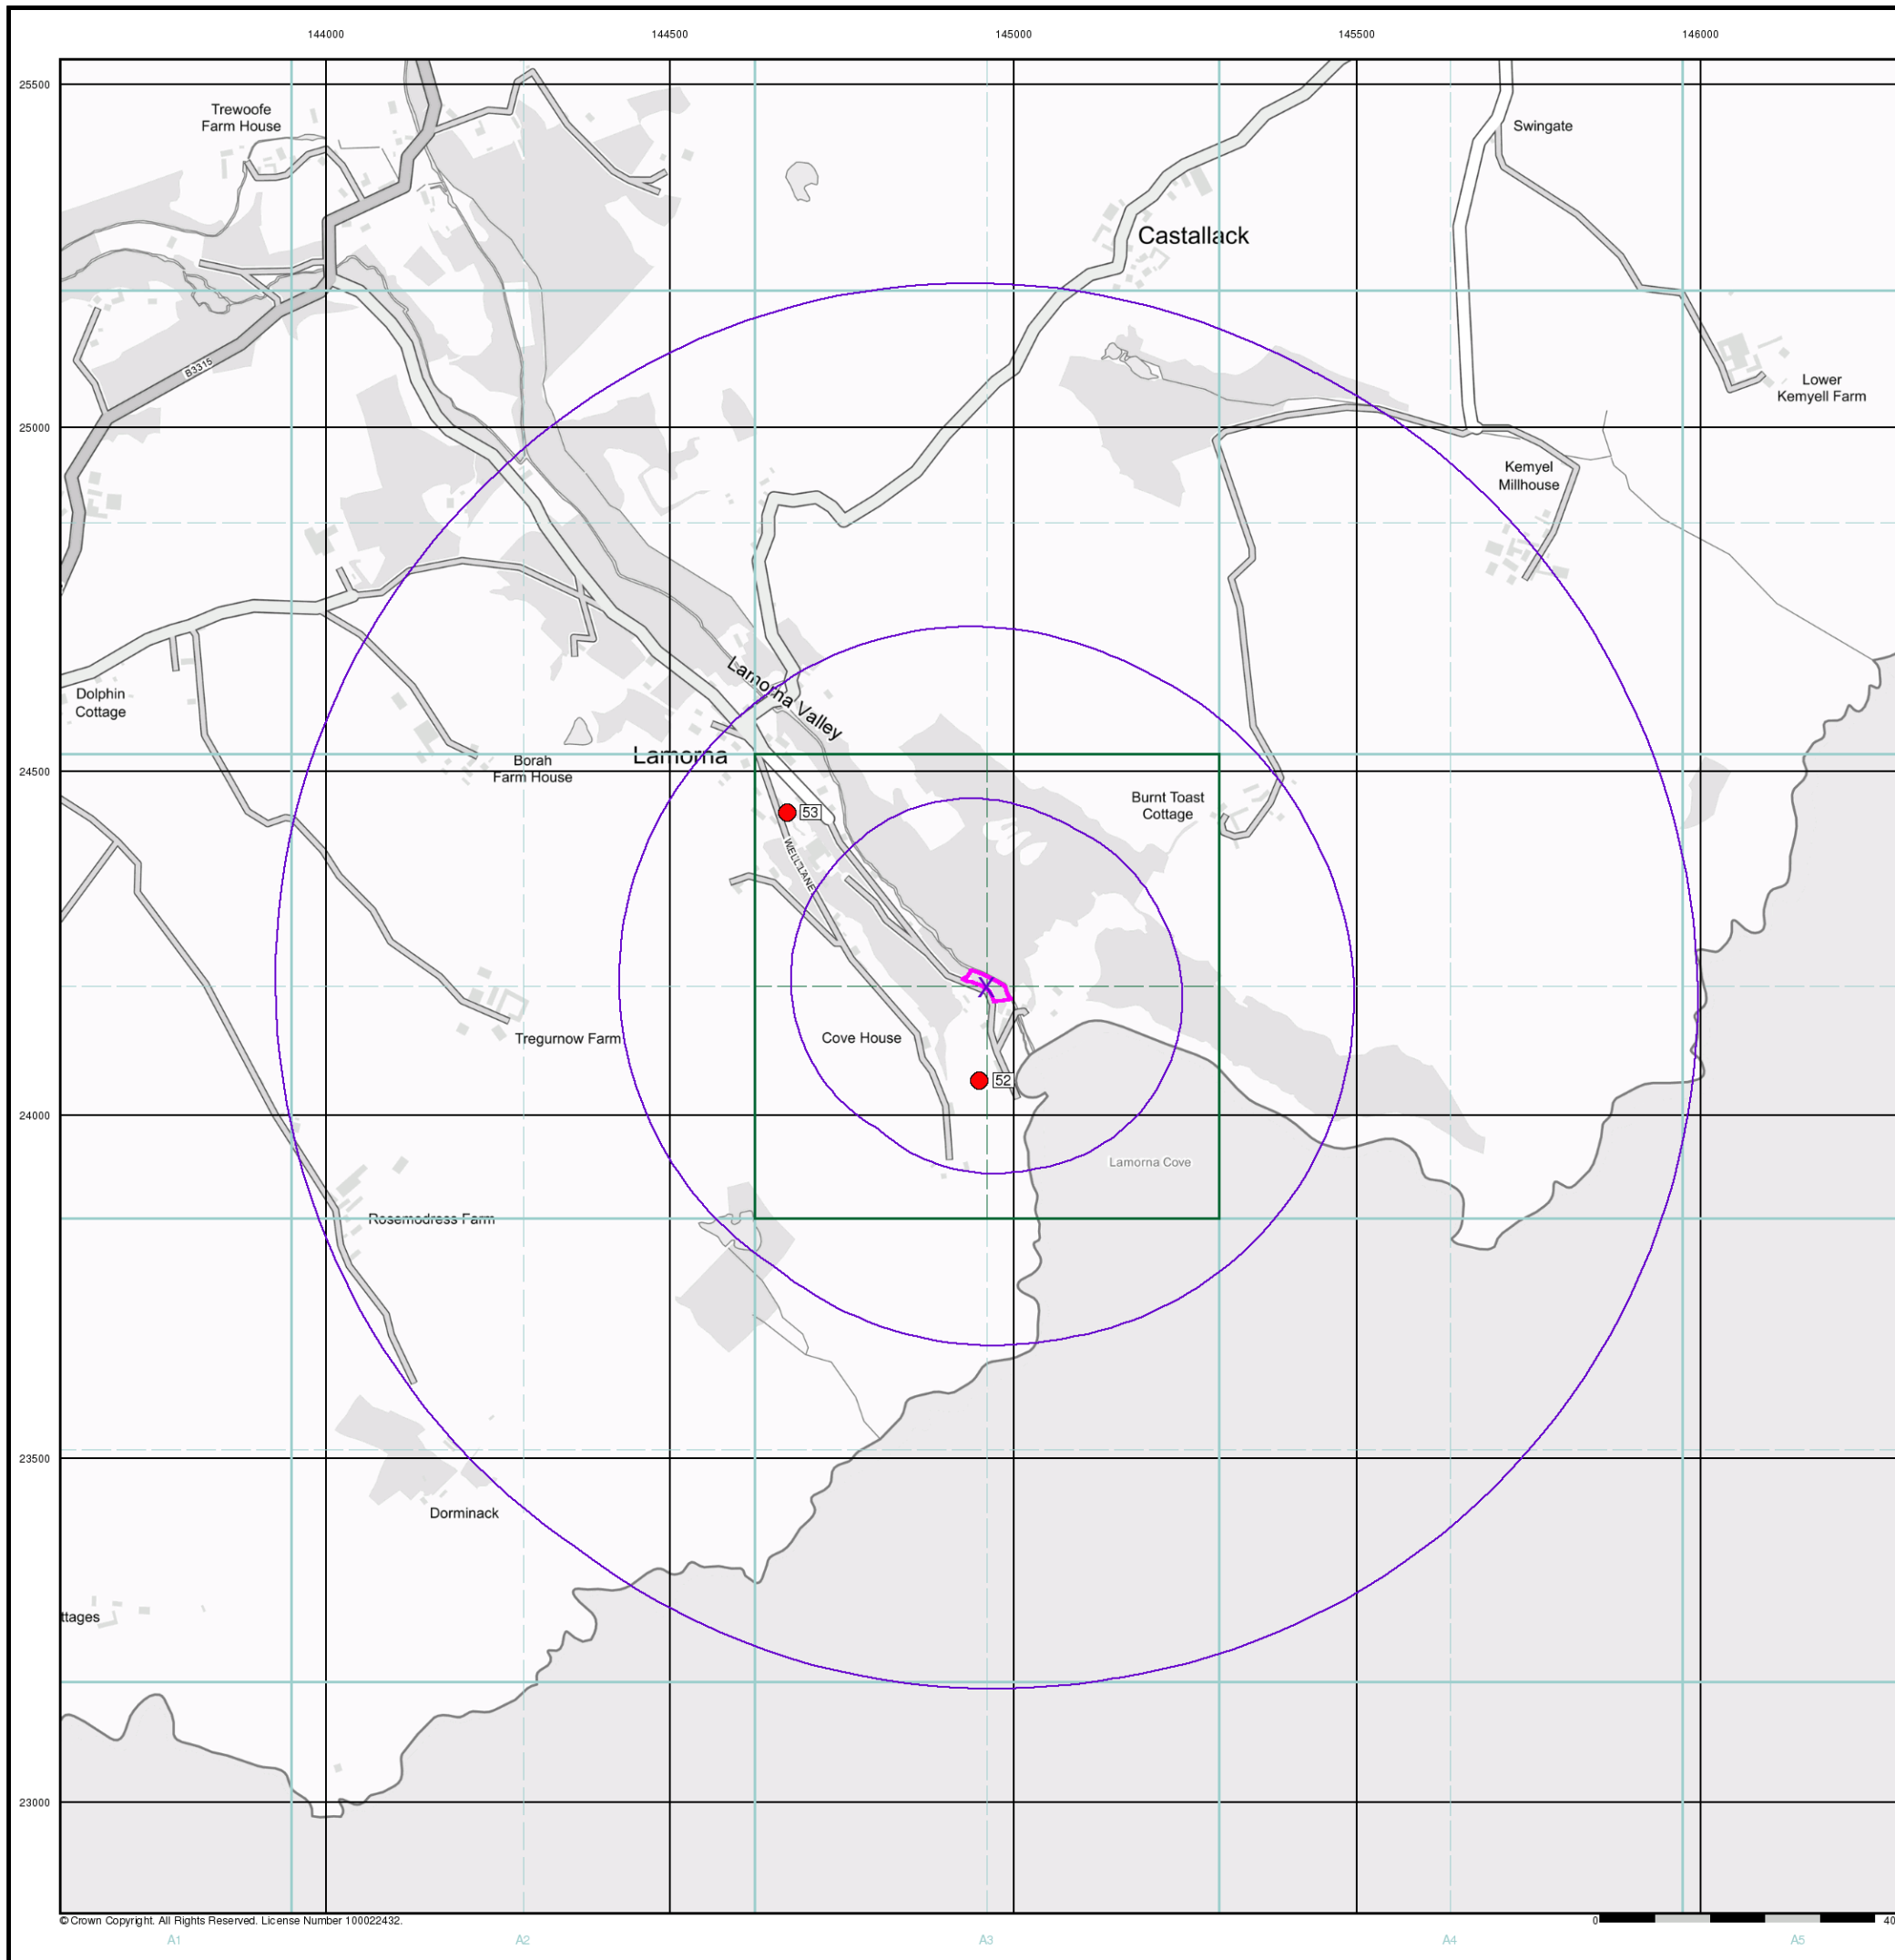 144000 144500 145000 145500 146000
25500
Trewoofe
Farm House
Swingate
Castallack
B3315
Lower
Kemyell Farm
25000
Kemyel
Millhouse
Lamorna Valley
Dolphin
Cottage
Lamorna
Borah
Farm House
24500
Burnt Toast
Cottage
53
WELL LANE
Tregurnow Farm
Cove House
52
24000
Lamorna Cove
Rosemodress Farm
23500
Dorminack
ttages
23000
© Crown Copyright. All Rights Reserved. License Number 100022432.
0 40
A1 A2 A3 A4 A5